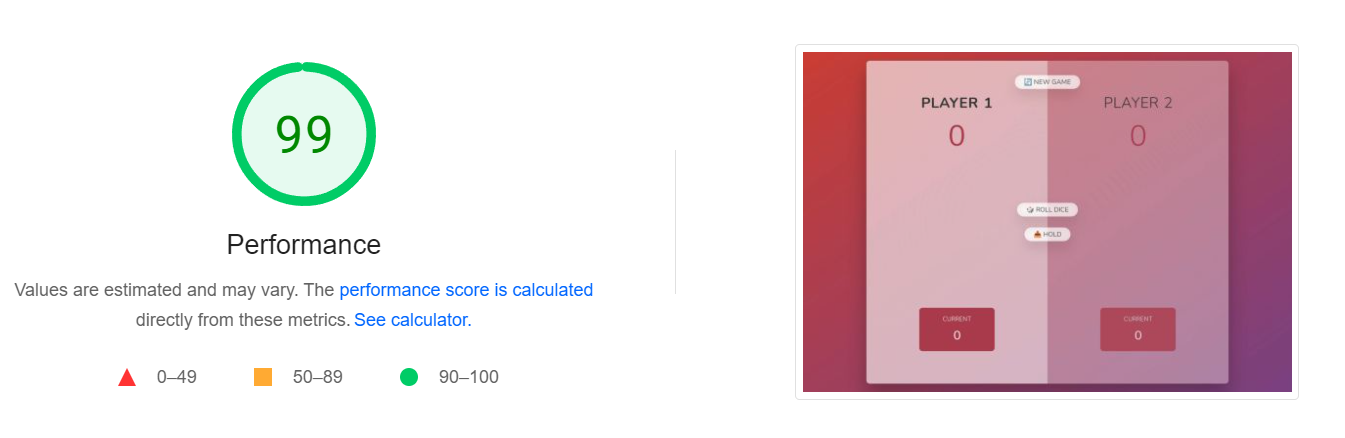 99
Performance
Values are estimated and may vary. The performance score is calculated
directly from these metrics. See calculator.
0–49
50–89
90–100
NEW GAME
PLAYER 1
0
PLAYER 2
0
ROLL DICE
HOLD
CURRENT
0
CURRENT
0